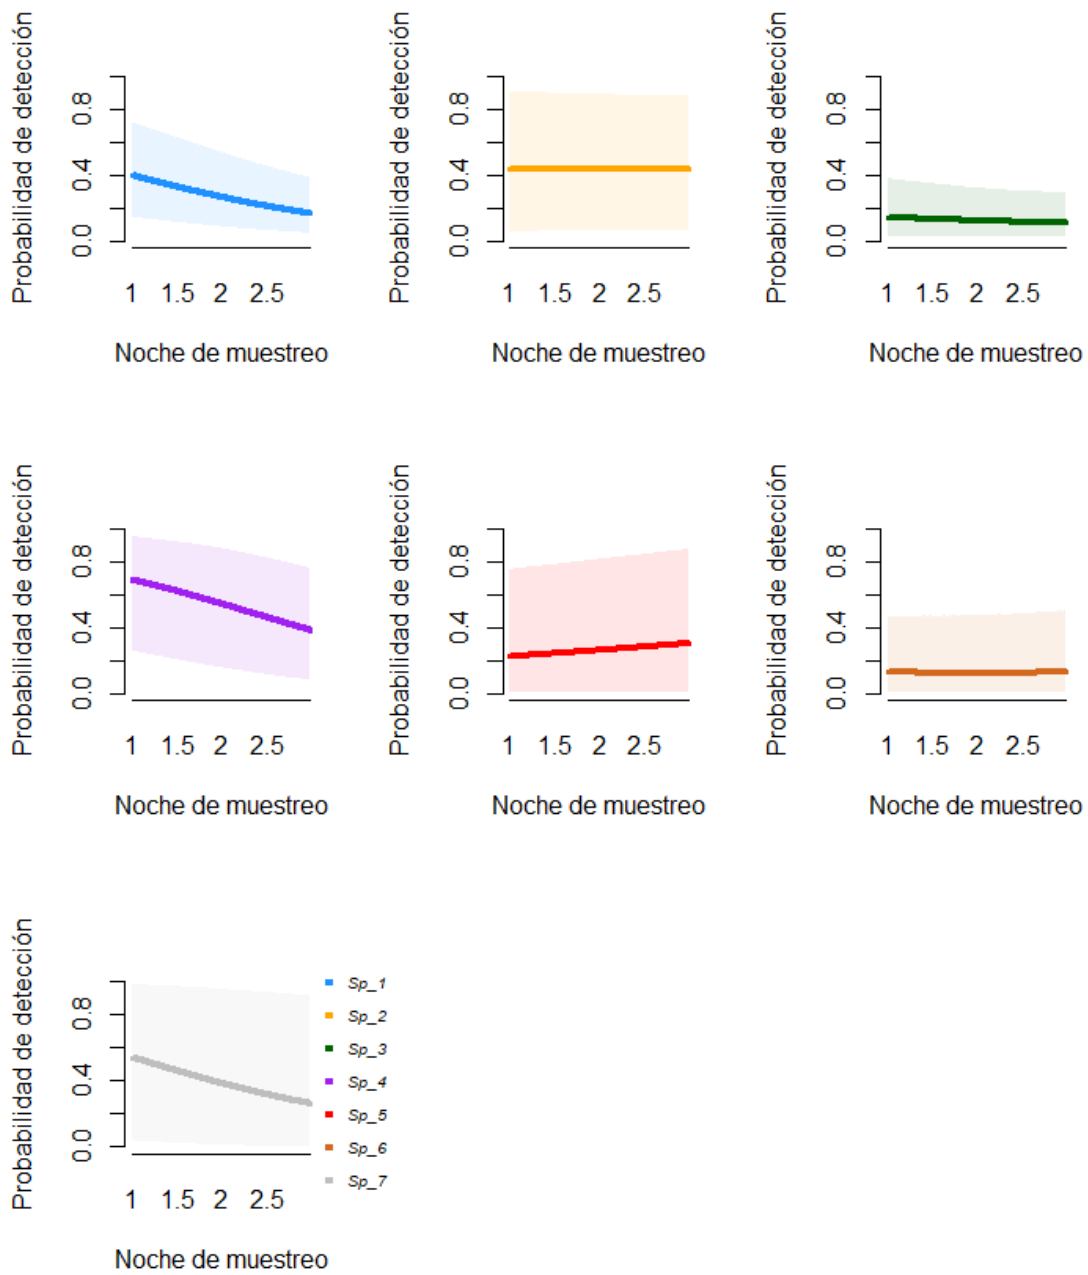 Probabilidad de detección
0.0 0.4 0.8
1 1.5 2 2.5
Noche de muestreo
Probabilidad de detección
0.0 0.4 0.8
1 1.5 2 2.5
Noche de muestreo
Probabilidad de detección
0.0 0.4 0.8
1 1.5 2 2.5
Noche de muestreo
Probabilidad de detección
0.0 0.4 0.8
1 1.5 2 2.5
Noche de muestreo
Probabilidad de detección
0.0 0.4 0.8
1 1.5 2 2.5
Noche de muestreo
Probabilidad de detección
0.0 0.4 0.8
1 1.5 2 2.5
Noche de muestreo
Probabilidad de detección
0.0 0.4 0.8
1 1.5 2 2.5
Noche de muestreo
Sp_1
Sp_2
Sp_3
Sp_4
Sp_5
Sp_6
Sp_7